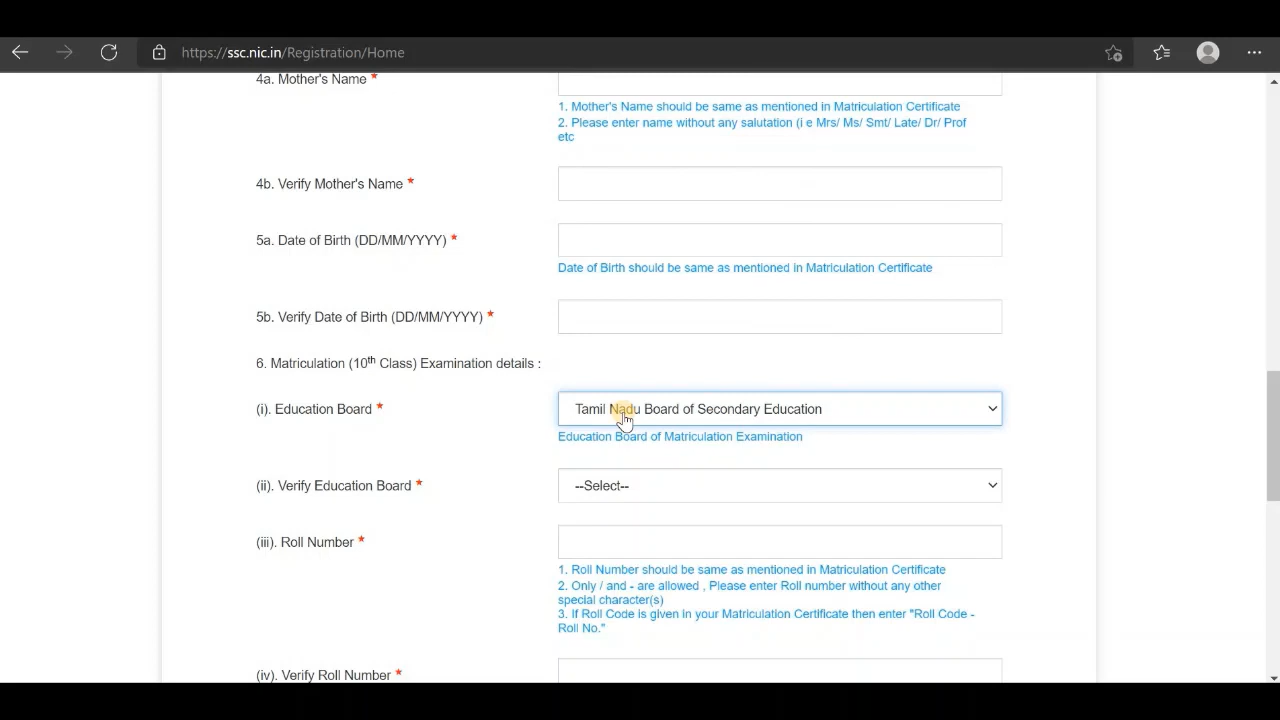 https://ssc.nic.in/Registration/Home
4a. Mother's Name *
1. Mother's Name should be same as mentioned in Matriculation Certificate
2. Please enter name without any salutation (i e Mrs/ Ms/ Smt/ Late/ Dr/ Prof
etc
4b. Verify Mother's Name *
5a. Date of Birth (DD/MM/YYYY) *
Date of Birth should be same as mentioned in Matriculation Certificate
5b. Verify Date of Birth (DD/MM/YYYY) *
6. Matriculation (10th Class) Examination details :
(i). Education Board * Tamil Nadu Board of Secondary Education
Education Board of Matriculation Examination
(ii). Verify Education Board * --Select--
(iii). Roll Number *
1. Roll Number should be same as mentioned in Matriculation Certificate
2. Only / and - are allowed , Please enter Roll number without any other
special character(s)
3. If Roll Code is given in your Matriculation Certificate then enter "Roll Code -
Roll No."
(iv). Verify Roll Number *